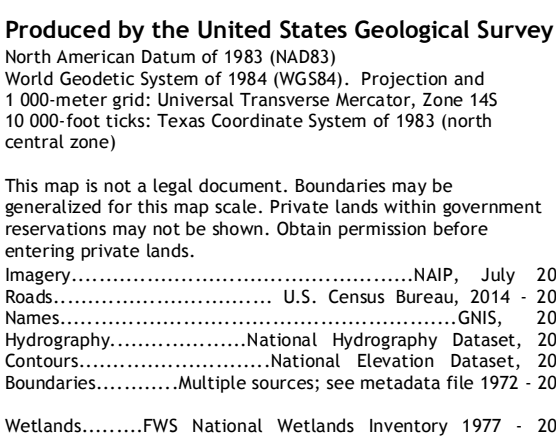 Produced by the United States Geological Survey
North American Datum of 1983 (NAD83)
World Geodetic System of 1984 (WGS84). Projection and
1 000-meter grid: Universal Transverse Mercator, Zone 14S
10 000-foot ticks: Texas Coordinate System of 1983 (north
central zone)
This map is not a legal document. Boundaries may be
generalized for this map scale. Private lands within government
reservations may not be shown. Obtain permission before
entering private lands.
Imagery.............................................NAIP, July 20
Roads............................ U.S. Census Bureau, 2014 - 20
Names....................................................GNIS, 20
Hydrography....................National Hydrography Dataset, 20
Contours............................National Elevation Dataset, 20
Boundaries............Multiple sources; see metadata file 1972 - 20
Wetlands.........FWS National Wetlands Inventory 1977 - 20